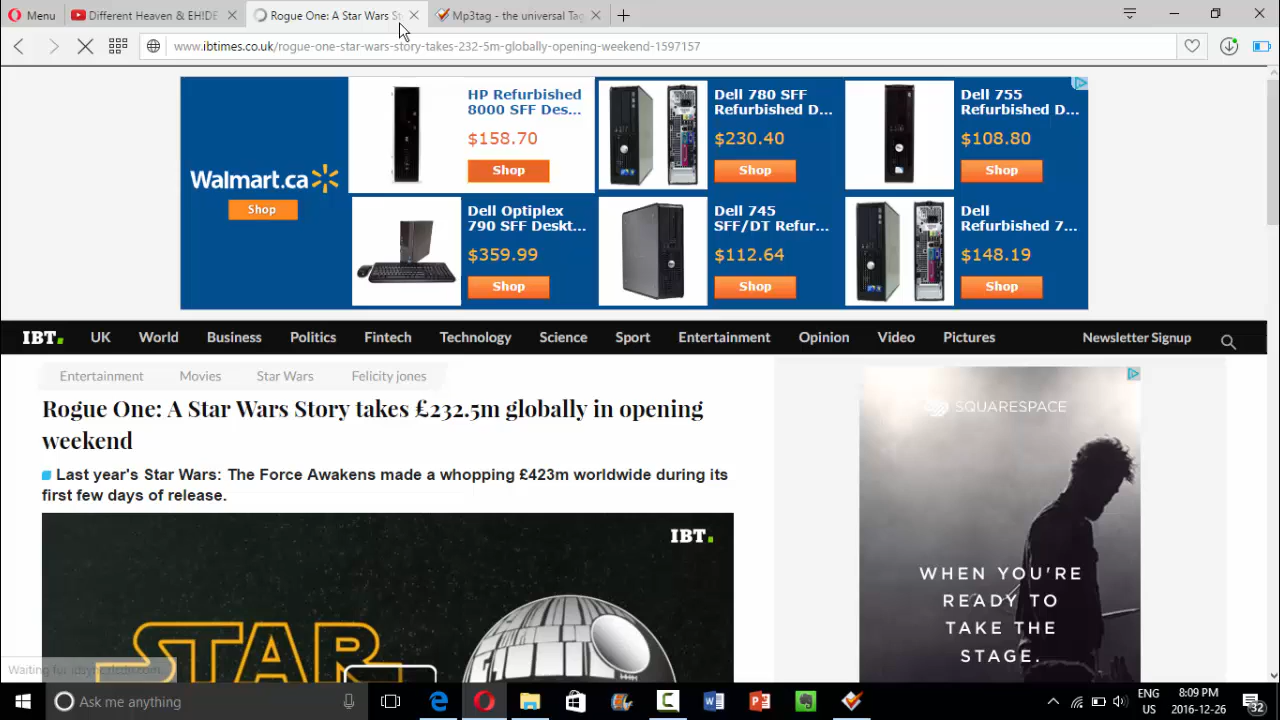 Menu
Different Heaven & EH!DE
Rogue One: A Star Wars St
Mp3tag - the universal Tag
www.ibtimes.co.uk/rogue-one-star-wars-story-takes-232-5m-globally-opening-weekend-1597157
Walmart.ca
Shop
HP Refurbished
8000 SFF Des...
$158.70
Shop
Dell 780 SFF
Refurbished D...
$230.40
Shop
Dell 755
Refurbished D...
$108.80
Shop
Dell Optiplex
790 SFF Deskt...
$359.99
Shop
Dell 745
SFF/DT Refur...
$112.64
Shop
Dell
Refurbished 7...
$148.19
Shop
IBT. UK World Business Politics Fintech Technology Science Sport Entertainment Opinion Video Pictures Newsletter Signup
Entertainment Movies Star Wars Felicity jones
Rogue One: A Star Wars Story takes £232.5m globally in opening
weekend
Last year's Star Wars: The Force Awakens made a whopping £423m worldwide during its
first few days of release.
IBT.
STAR
SQUARESPACE
WHEN YOU'RE
READY TO
TAKE THE
STAGE.
Waiting for
Ask me anything
ENG
US
8:09 PM
2016-12-26
32